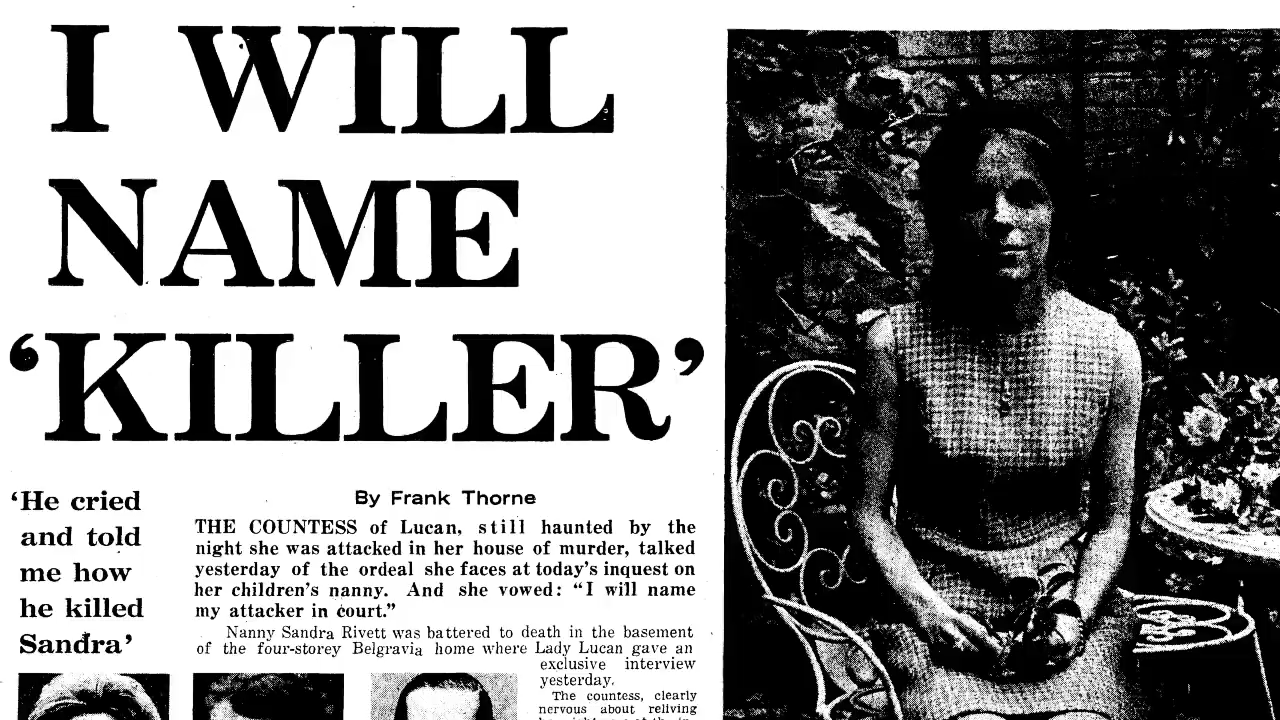 I WILL
NAME
‘KILLER’
‘He cried
and told
me how
he killed
Sandra’
By Frank Thorne
THE COUNTESS of Lucan, still haunted by the
night she was attacked in her house of murder, talked
yesterday of the ordeal she faces at today's inquest on
her children's nanny. And she vowed: “I will name
my attacker in court.”
Nanny Sandra Rivett was battered to death in the basement
of the four-storey Belgravia home where Lady Lucan gave an
exclusive interview
yesterday.
The countess, clearly
nervous about reliving